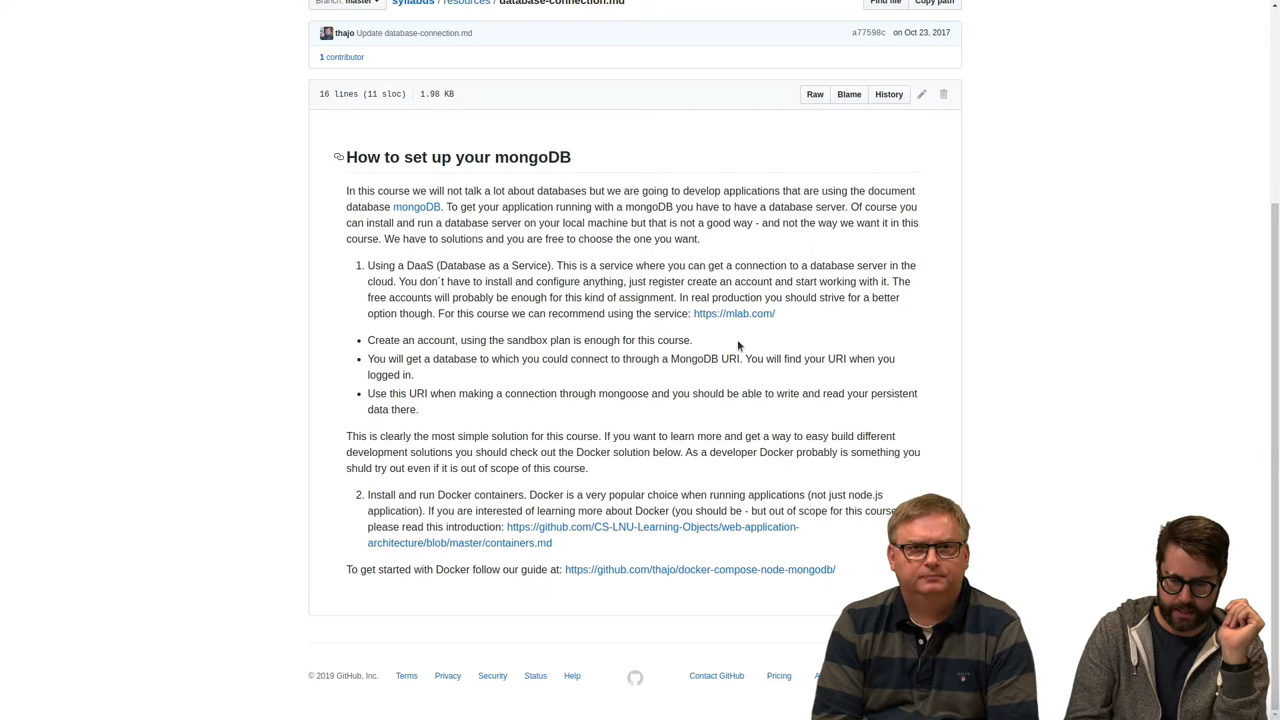 Branch: master
syllabus / resources / database-connection.md
Find file
Copy path
thajo Update database-connection.md
a77598c on Oct 23, 2017
1 contributor
16 lines (11 sloc) 1.98 KB
Raw Blame History
How to set up your mongoDB
In this course we will not talk a lot about databases but we are going to develop applications that are using the document
database mongoDB. To get your application running with a mongoDB you have to have a database server. Of course you
can install and run a database server on your local machine but that is not a good way - and not the way we want it in this
course. We have to solutions and you are free to choose the one you want.
1. Using a DaaS (Database as a Service). This is a service where you can get a connection to a database server in the
cloud. You don´t have to install and configure anything, just register create an account and start working with it. The
free accounts will probably be enough for this kind of assignment. In real production you should strive for a better
option though. For this course we can recommend using the service: https://mlab.com/
• Create an account, using the sandbox plan is enough for this course.
• You will get a database to which you could connect to through a MongoDB URI. You will find your URI when you
logged in.
• Use this URI when making a connection through mongoose and you should be able to write and read your persistent
data there.
This is clearly the most simple solution for this course. If you want to learn more and get a way to easy build different
development solutions you should check out the Docker solution below. As a developer Docker probably is something you
shuld try out even if it is out of scope of this course.
2. Install and run Docker containers. Docker is a very popular choice when running applications (not just node.js
application). If you are interested of learning more about Docker (you should be - but out of scope for this course
please read this introduction: https://github.com/CS-LNU-Learning-Objects/web-application-
architecture/blob/master/containers.md
To get started with Docker follow our guide at: https://github.com/thajo/docker-compose-node-mongodb/
© 2019 GitHub, Inc. Terms Privacy Security Status Help Contact GitHub Pricing